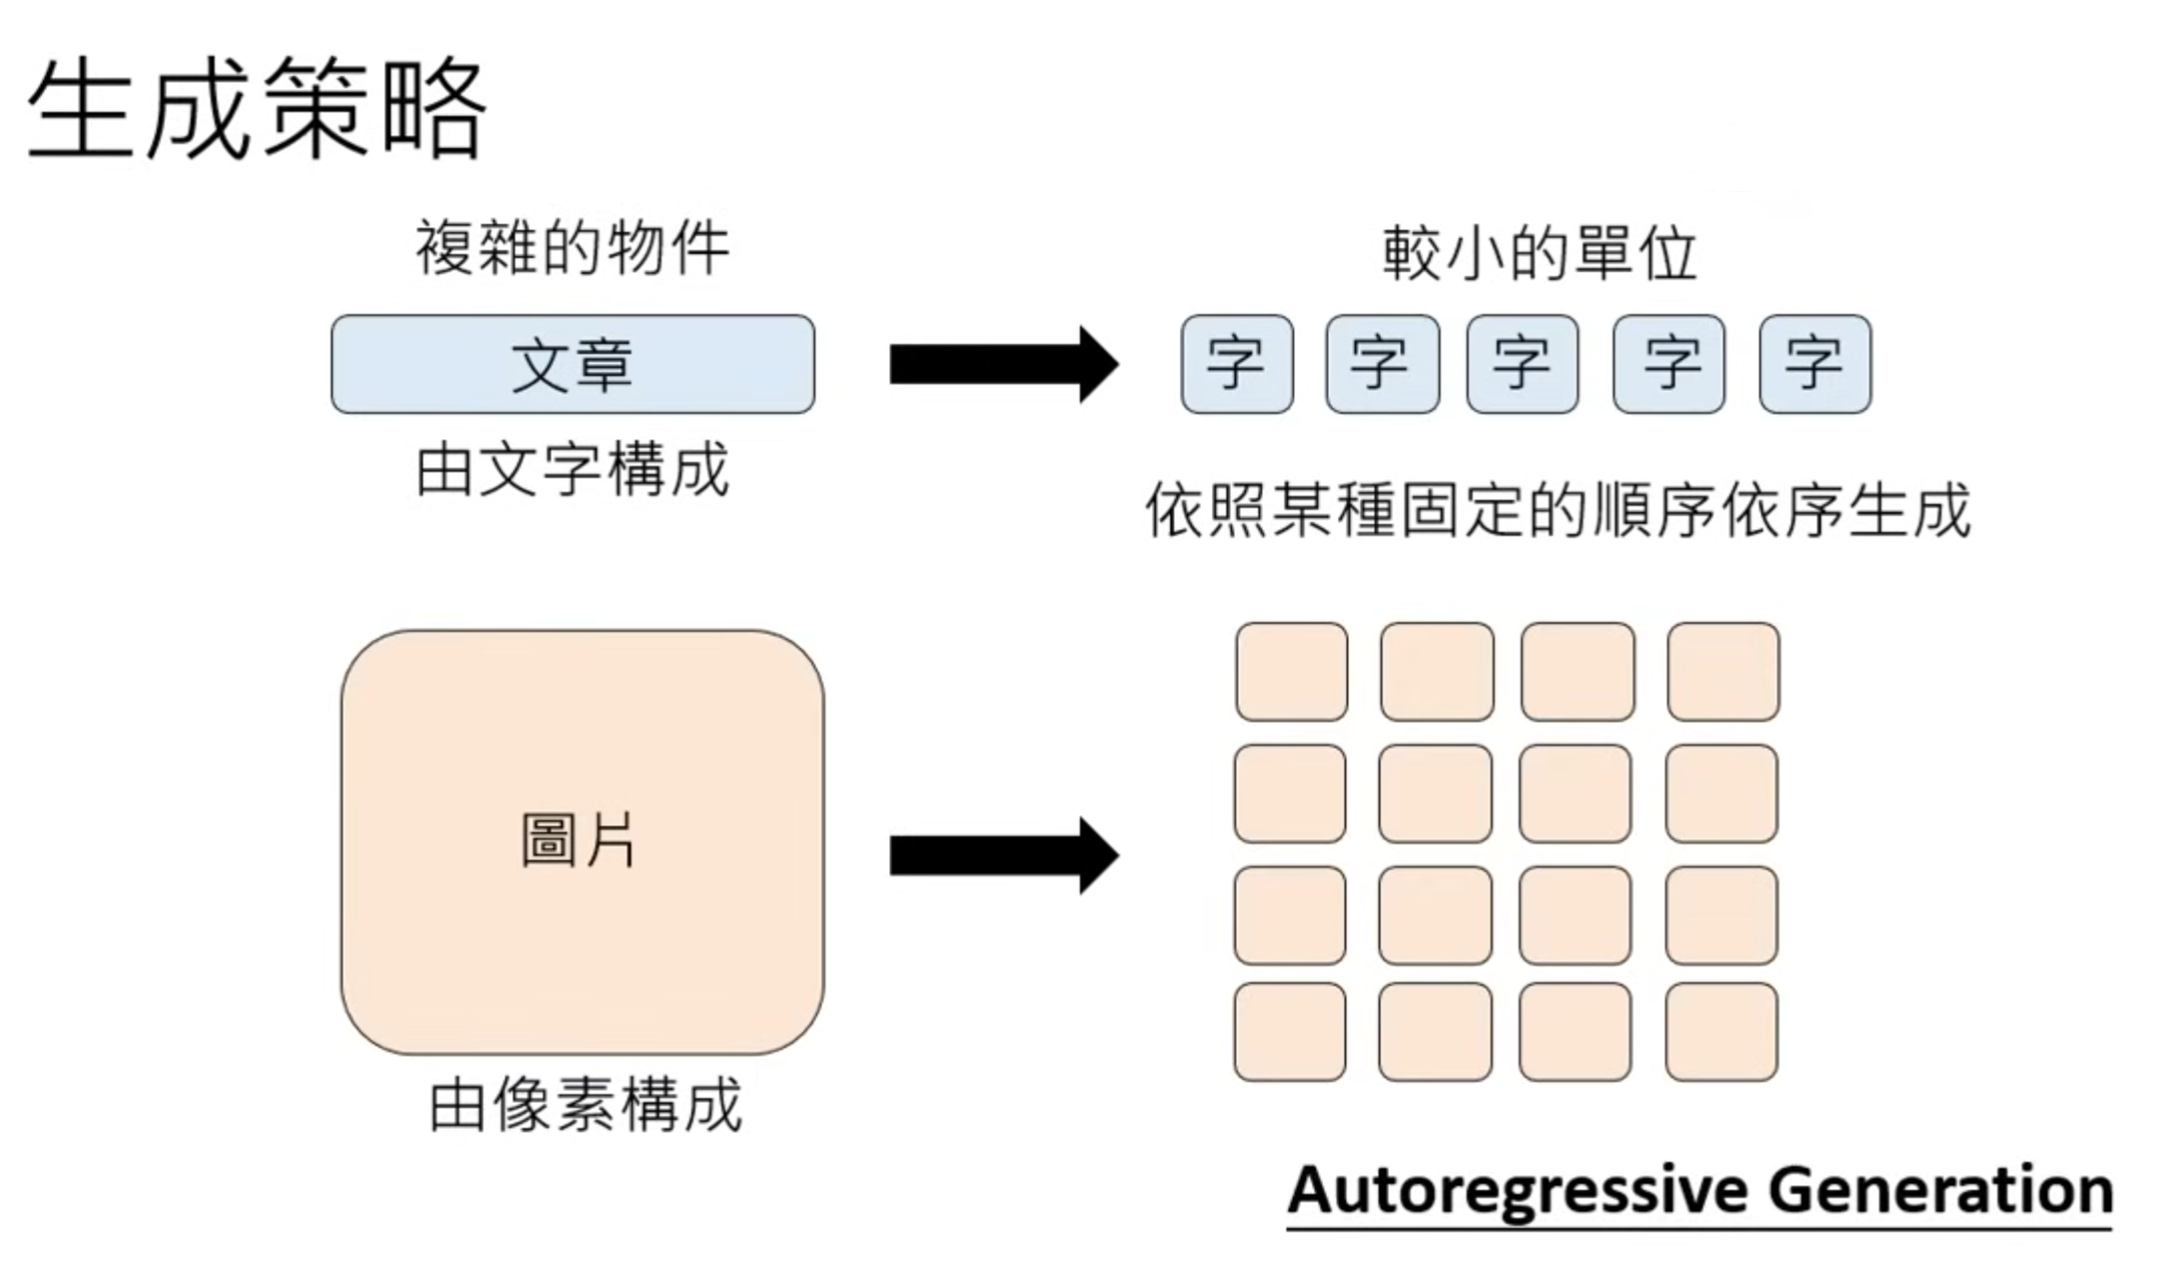 生成策略
複雜的物件
較小的單位
文章
字 字 字 字 字
由文字構成
依照某種固定的順序依序生成
圖片
由像素構成
Autoregressive Generation